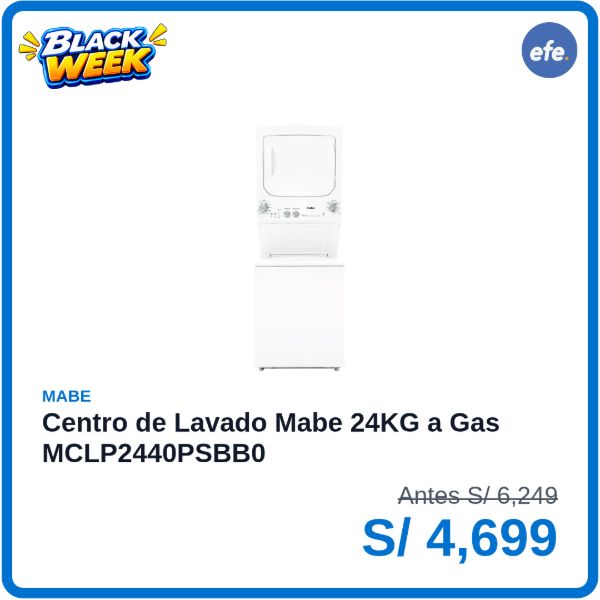 BLACK
WEEK
efe.
MABE
Centro de Lavado Mabe 24KG a Gas
MCLP2440PSBB0
Antes S/ 6,249
S/ 4,699